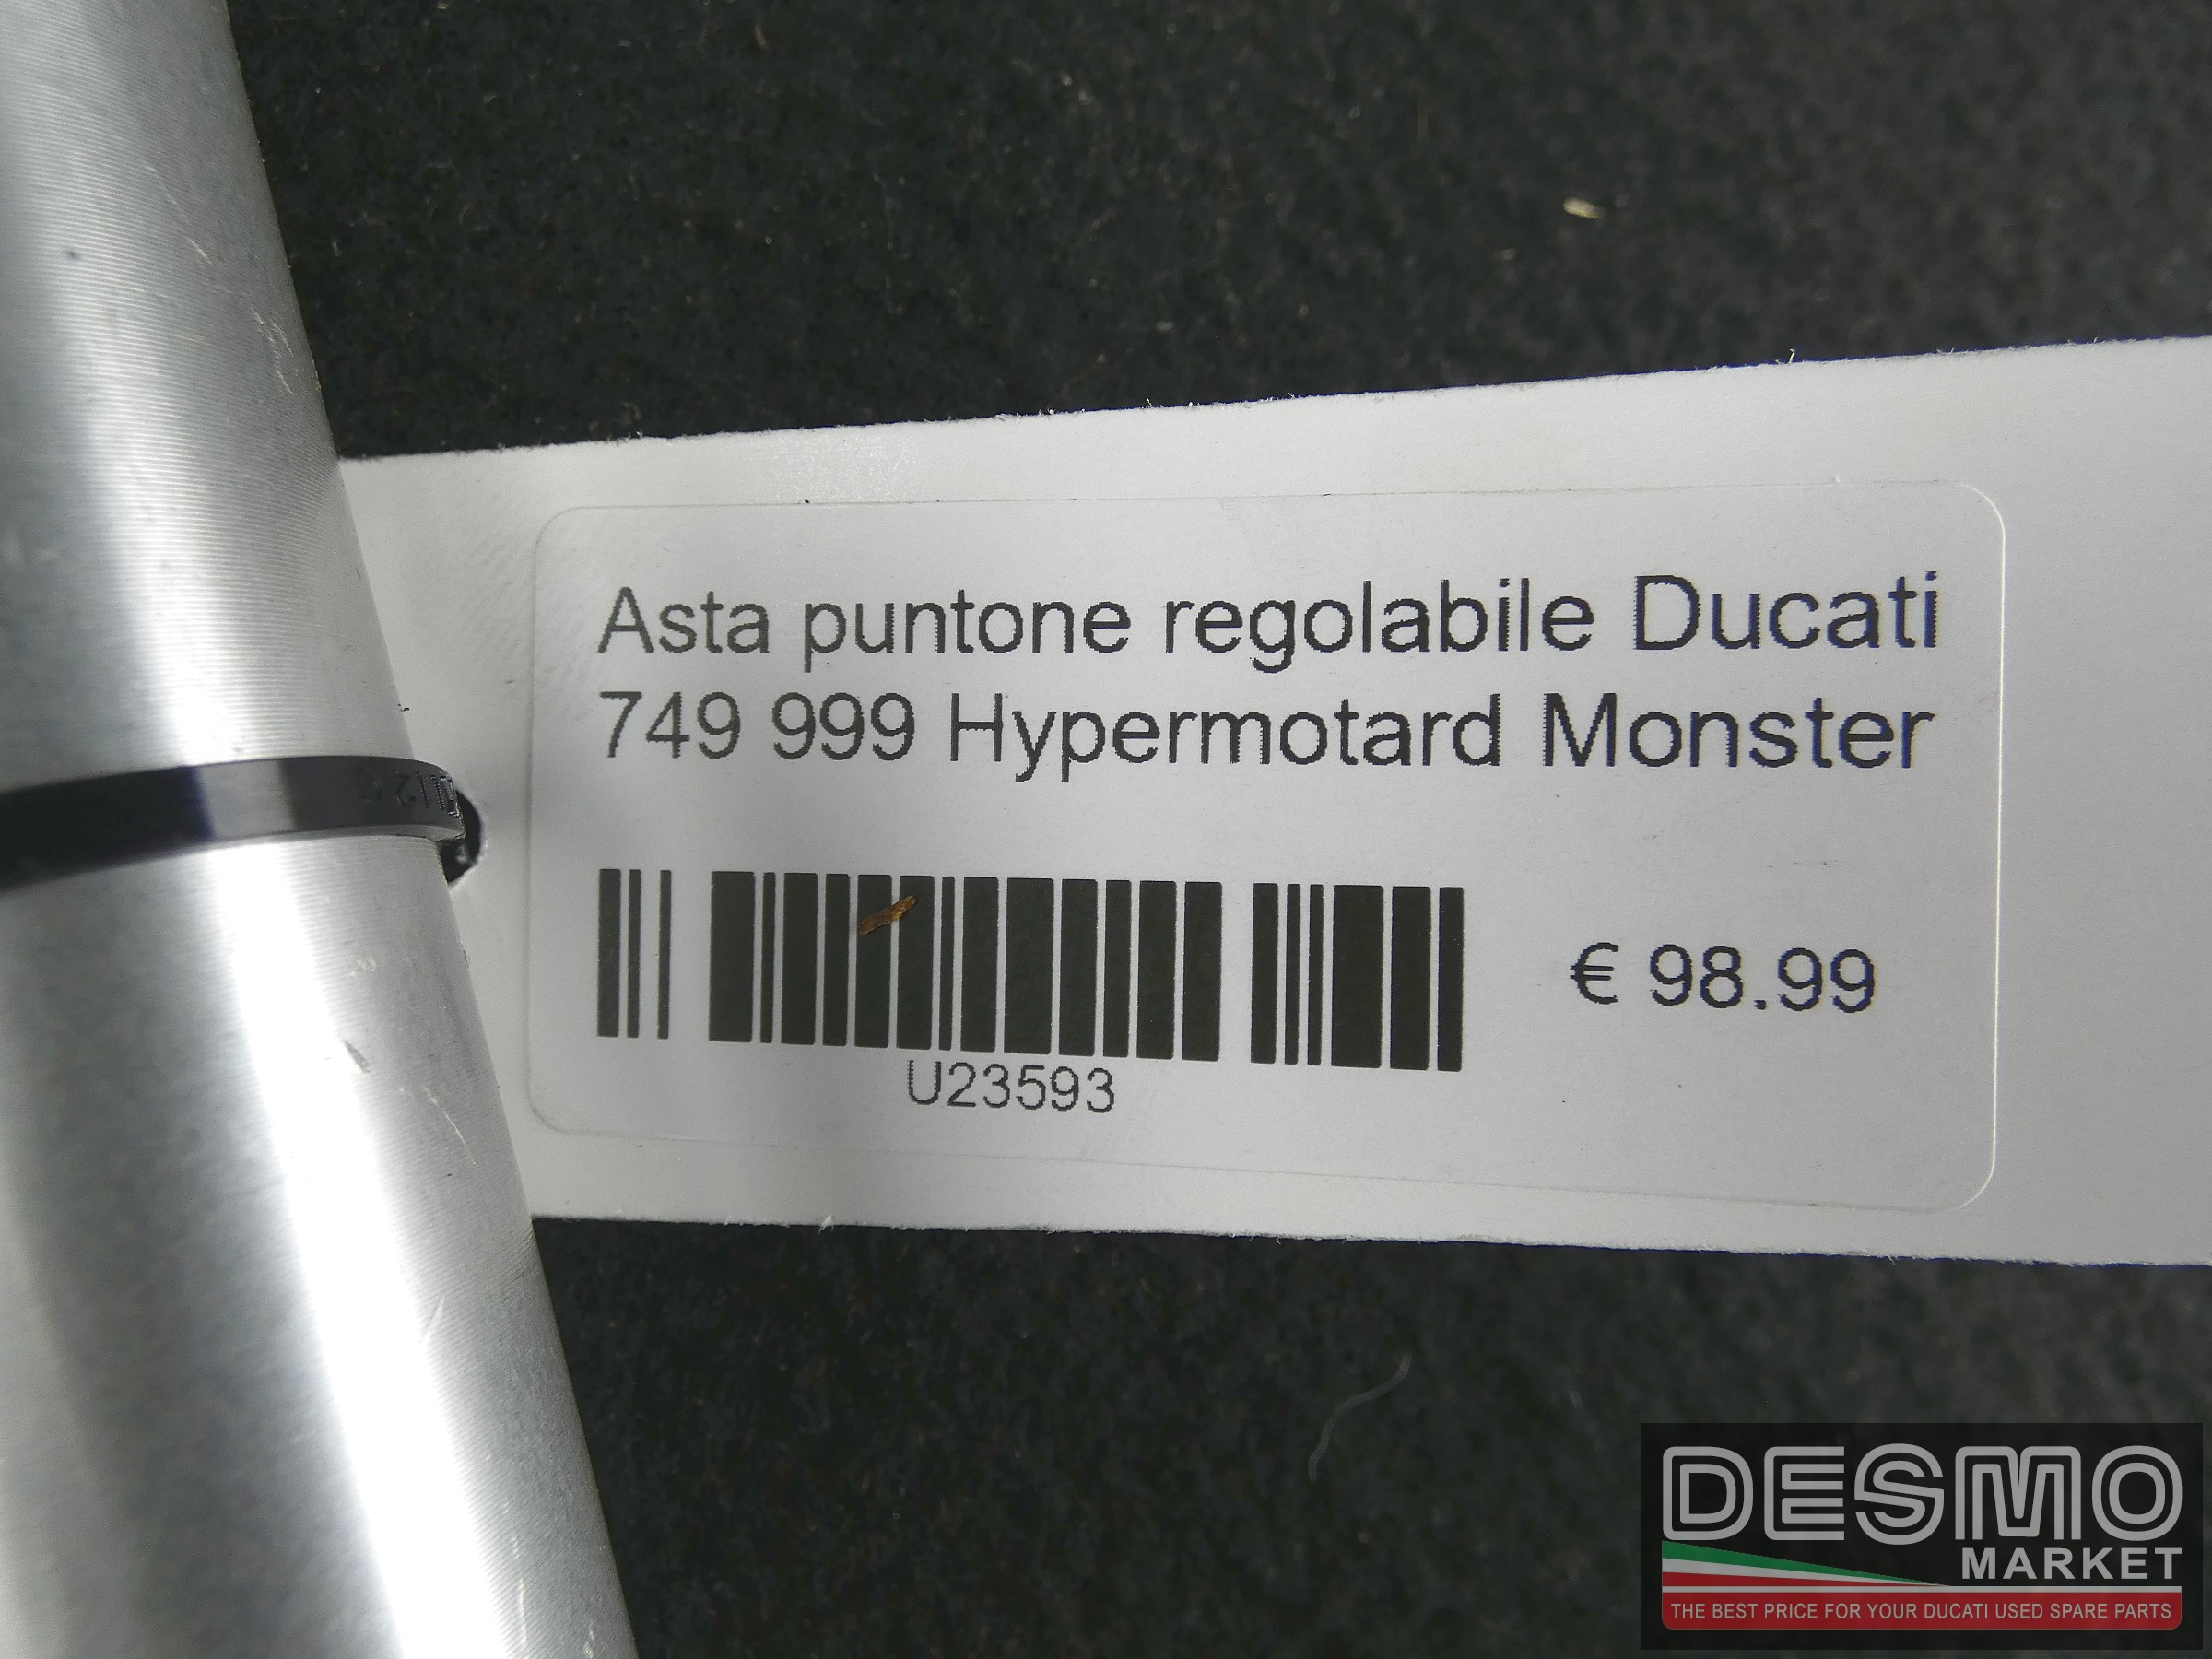 Asta puntone regolabile Ducati
749 999 Hypermotard Monster
€ 98.99
U23593
DESMO
MARKET
THE BEST PRICE FOR YOUR DUCATI USED SPARE PARTS